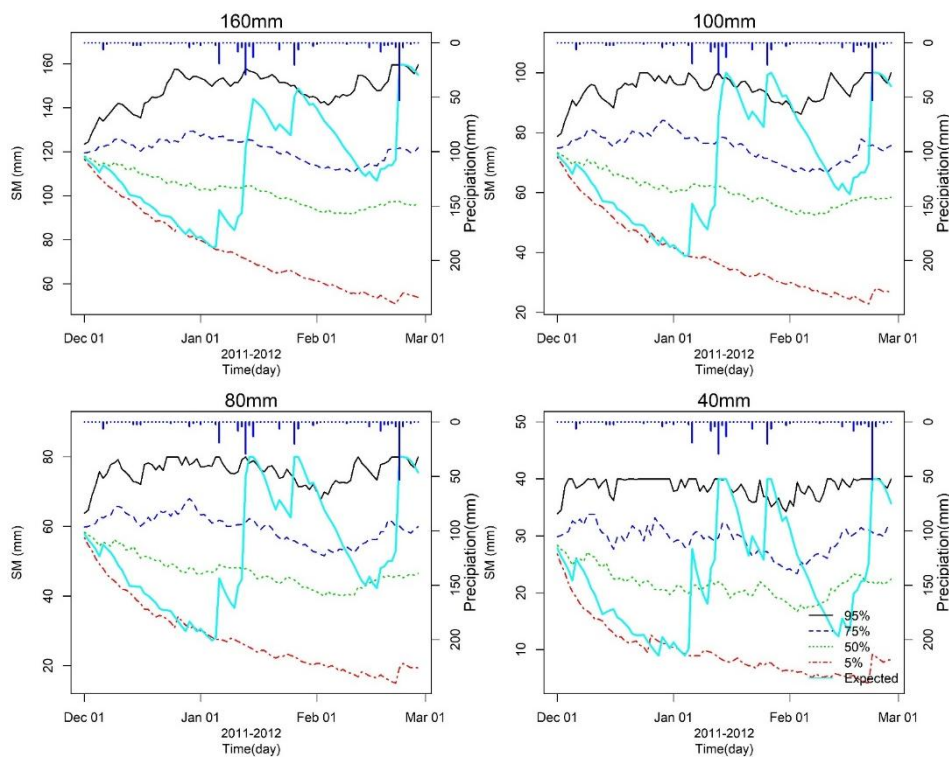 160mm
SM (mm)
160
140
120
100
80
60
0
50
100
150
200
Precipiation(mm)
Dec 01
Jan 01
Feb 01
Mar 01
2011-2012
Time(day)
100mm
SM (mm)
100
80
60
40
20
0
50
100
150
200
Precipiation(mm)
Dec 01
Jan 01
Feb 01
Mar 01
2011-2012
Time(day)
80mm
SM (mm)
80
60
40
20
0
50
100
150
200
Precipiation(mm)
Dec 01
Jan 01
Feb 01
Mar 01
2011-2012
Time(day)
40mm
SM (mm)
50
40
30
20
10
0
50
100
150
200
Precipiation(mm)
95%
75%
50%
5%
Expected
Dec 01
Jan 01
Feb 01
Mar 01
2011-2012
Time(day)